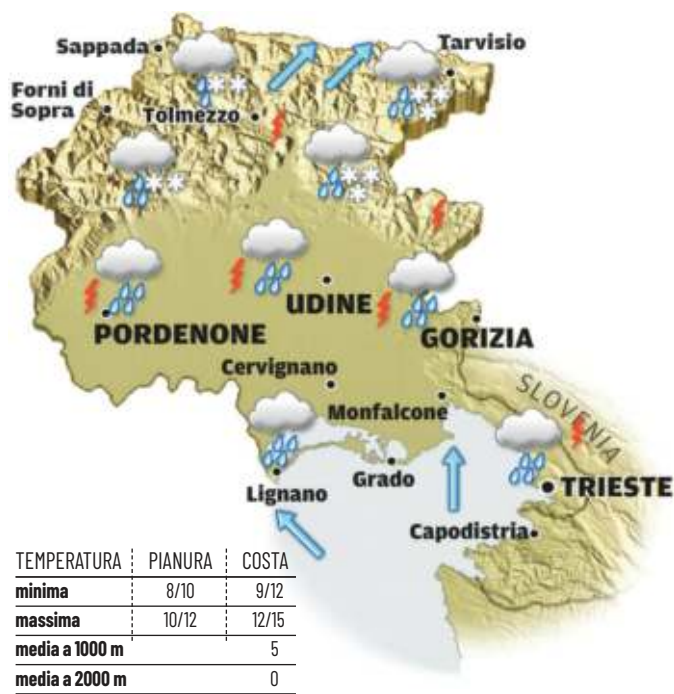 Sappada
Tarvisio
Forni di
Sopra
Tolmezzo
UDINE
PORDENONE
GORIZIA
Cervignano
Monfalcone
SLOVENIA
Grado
Lignano
TRIESTE
Capodistria
TEMPERATURA PIANURA COSTA
minima 8/10 9/12
massima 10/12 12/15
media a 1000 m 5
media a 2000 m 0